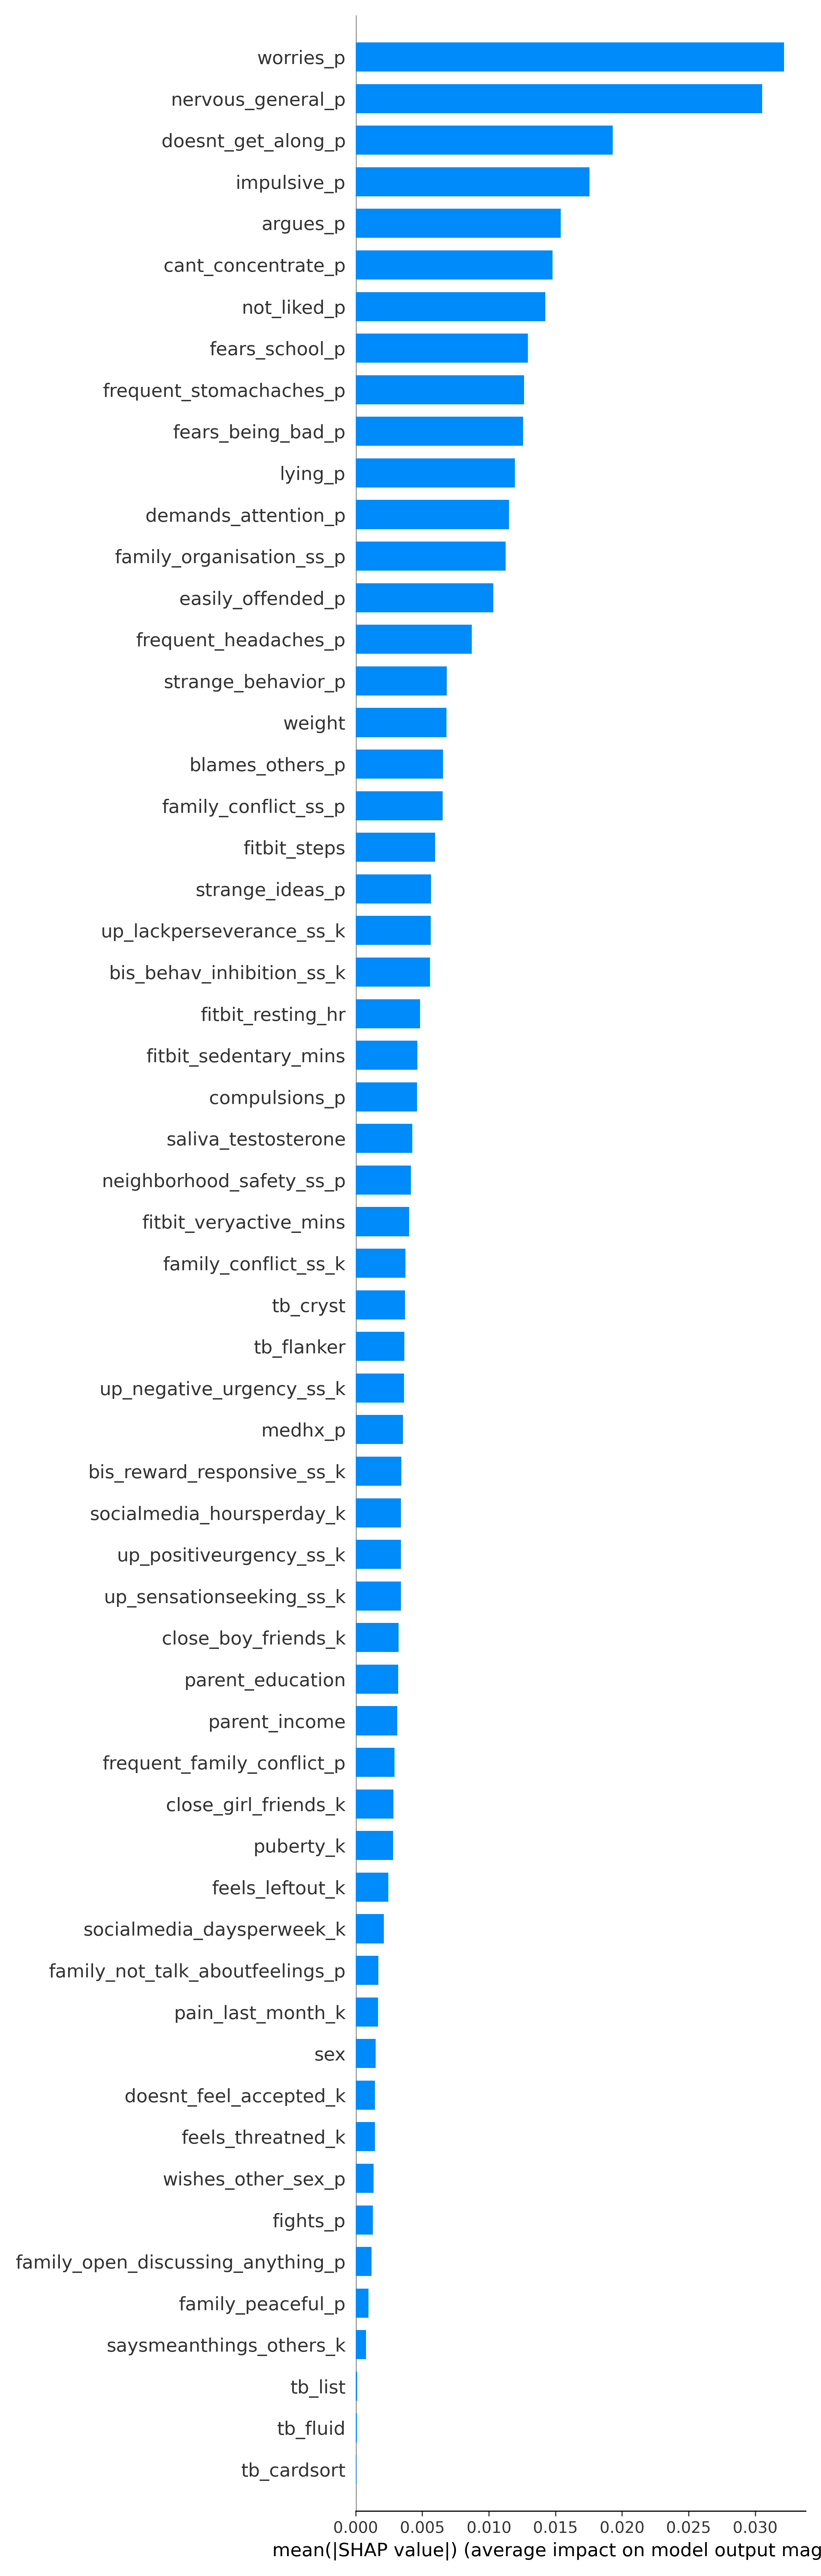 worries_p
nervous_general_p
doesnt_get_along_p
impulsive_p
argues_p
cant_concentrate_p
not_liked_p
fears_school_p
frequent_stomachaches_p
fears_being_bad_p
lying_p
demands_attention_p
family_organisation_ss_p
easily_offended_p
frequent_headaches_p
strange_behavior_p
weight
blames_others_p
family_conflict_ss_p
fitbit_steps
strange_ideas_p
up_lackperseverance_ss_k
bis_behav_inhibition_ss_k
fitbit_resting_hr
fitbit_sedentary_mins
compulsions_p
saliva_testosterone
neighborhood_safety_ss_p
fitbit_veryactive_mins
family_conflict_ss_k
tb_cryst
tb_flanker
up_negative_urgency_ss_k
medhx_p
bis_reward_responsive_ss_k
socialmedia_hoursperday_k
up_positiveurgency_ss_k
up_sensationseeking_ss_k
close_boy_friends_k
parent_education
parent_income
frequent_family_conflict_p
close_girl_friends_k
puberty_k
feels_leftout_k
socialmedia_daysperweek_k
family_not_talk_aboutfeelings_p
pain_last_month_k
sex
doesnt_feel_accepted_k
feels_threatned_k
wishes_other_sex_p
fights_p
family_open_discussing_anything_p
family_peaceful_p
saysmeanthings_others_k
tb_list
tb_fluid
tb_cardsort
0.000 0.005 0.010 0.015 0.020 0.025 0.030
mean(|SHAP value|) (average impact on model output mag